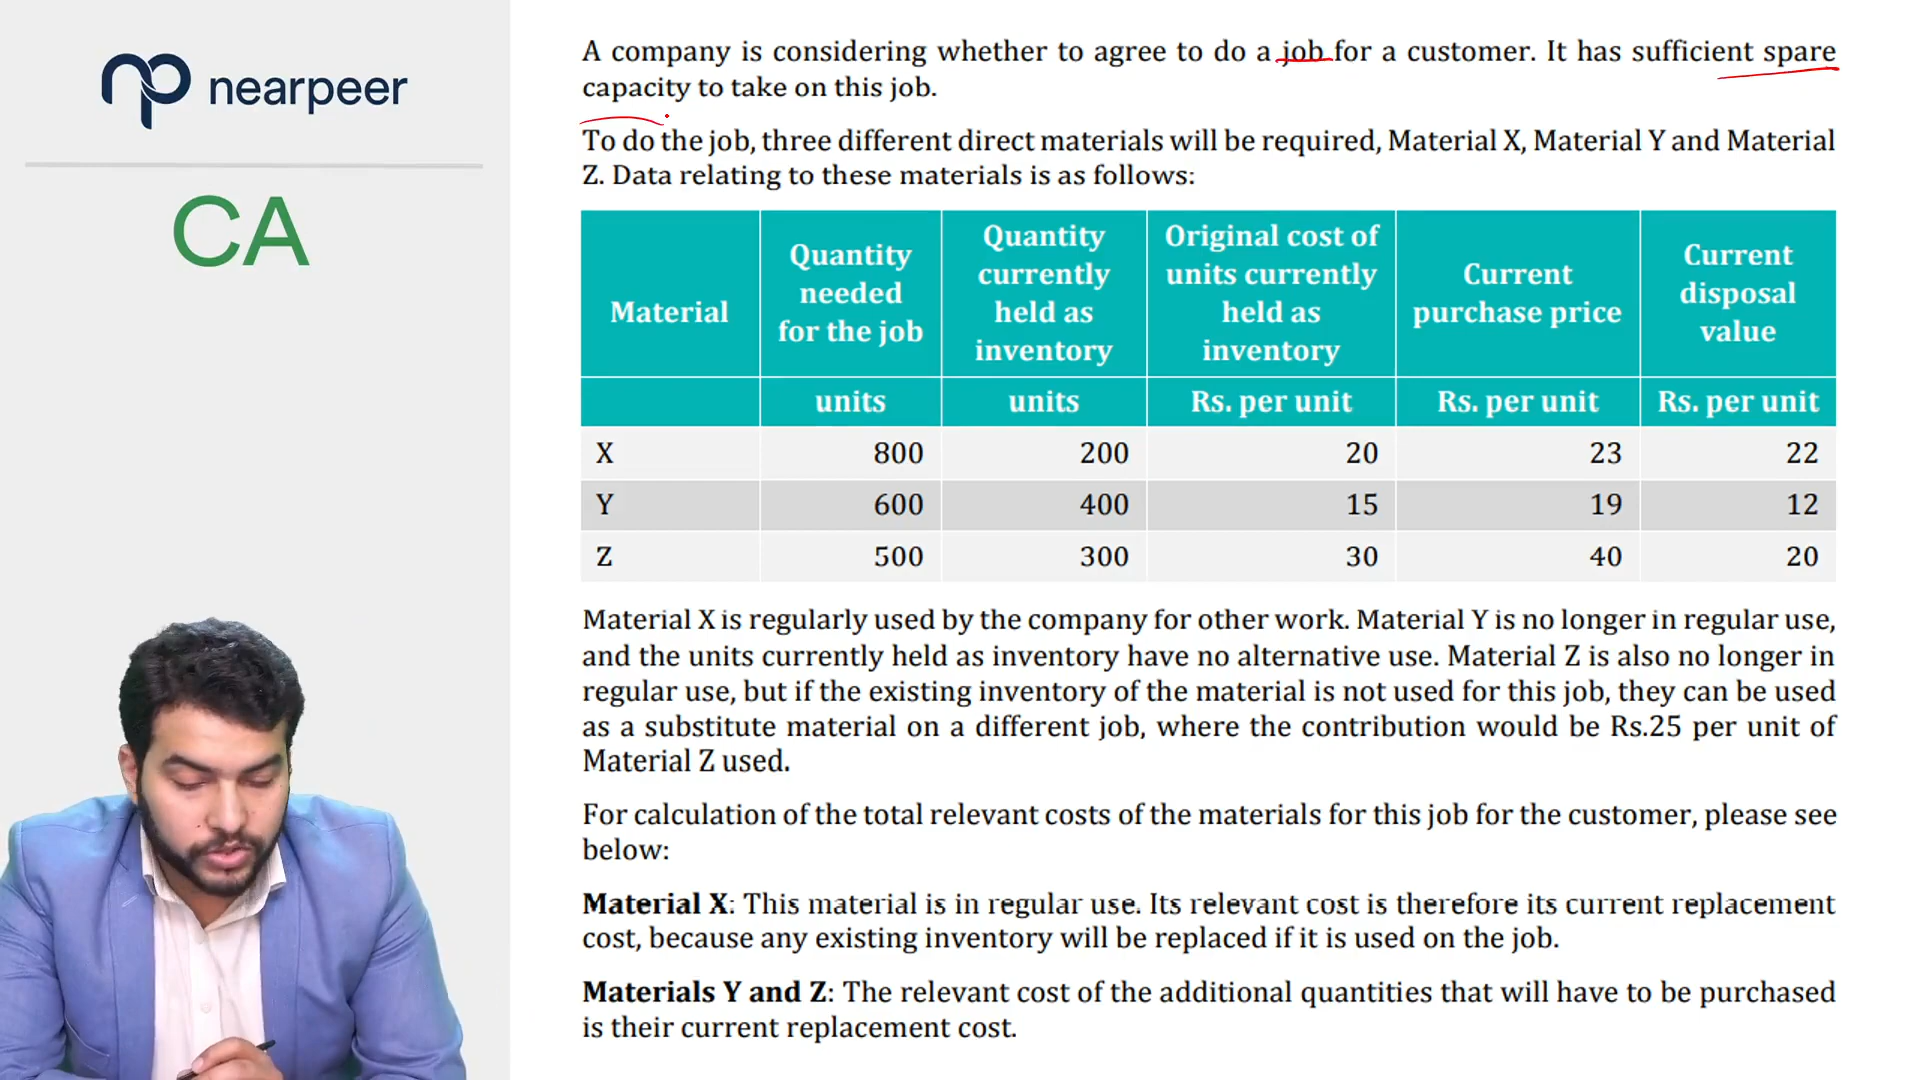 nearpeer
CA
A company is considering whether to agree to do a job for a customer. It has sufficient spare
capacity to take on this job.
To do the job, three different direct materials will be required, Material X, Material Y and Material
Z. Data relating to these materials is as follows:
Material
Quantity
needed
for the job
Quantity
currently
held as
inventory
Original cost of
units currently
held as
inventory
Current
purchase price
Current
disposal
value
units units Rs. per unit Rs. per unit Rs. per unit
X 800 200 20 23 22
Y 600 400 15 19 12
Z 500 300 30 40 20
Material X is regularly used by the company for other work. Material Y is no longer in regular use,
and the units currently held as inventory have no alternative use. Material Z is also no longer in
regular use, but if the existing inventory of the material is not used for this job, they can be used
as a substitute material on a different job, where the contribution would be Rs.25 per unit of
Material Z used.
For calculation of the total relevant costs of the materials for this job for the customer, please see
below:
Material X: This material is in regular use. Its relevant cost is therefore its current replacement
cost, because any existing inventory will be replaced if it is used on the job.
Materials Y and Z: The relevant cost of the additional quantities that will have to be purchased
is their current replacement cost.